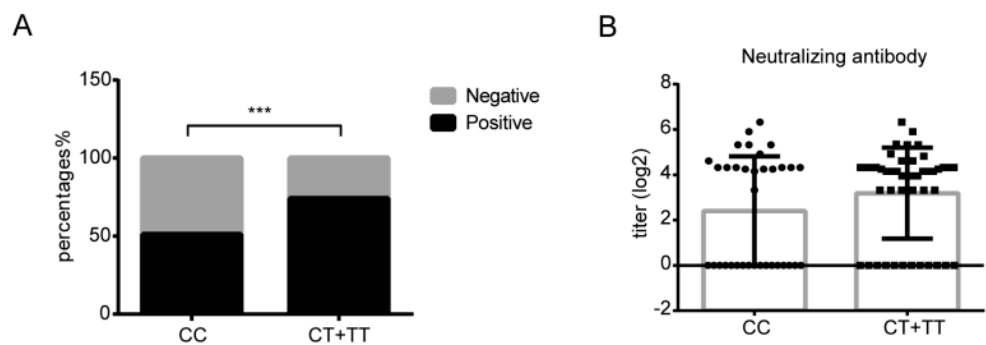 A
150
100
50
0
percentages%
***
Negative
Positive
CC
CT+TT
B
Neutralizing antibody
8
6
4
2
0
-2
titer (log2)
CC
CT+TT